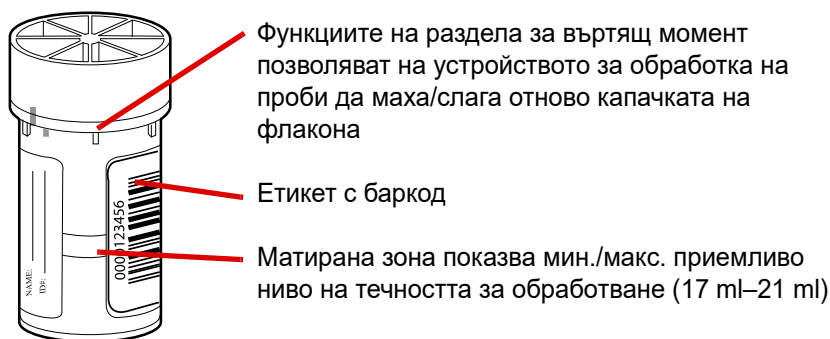 Функциите на раздела за въртящ момент
позволяват на устройството за обработка на
проби да маха/слага отново капачката на
флакона
Етикет с баркод
Матирана зона показва мин./макс. приемливо
ниво на течността за обработване (17 ml–21 ml)
NAME:
ID#:
0000123456